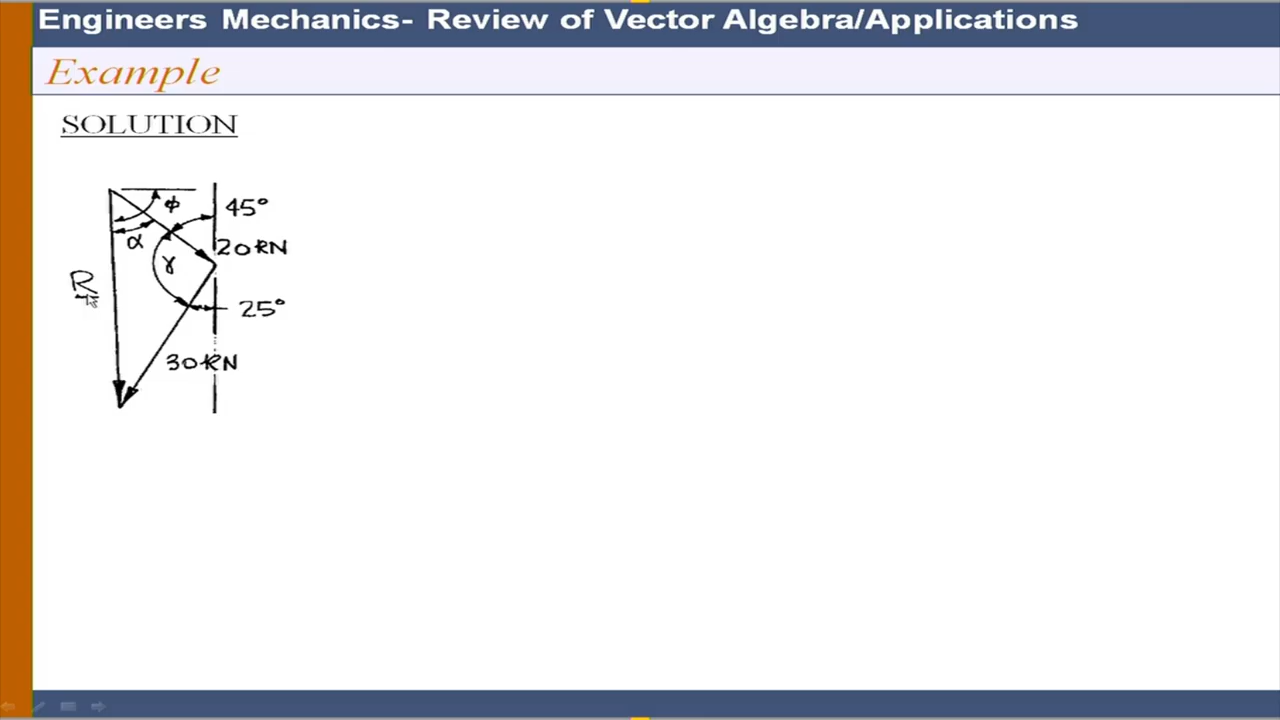 Engineers Mechanics- Review of Vector Algebra/Applications
Example
SOLUTION
ϕ
45°
α
20KN
γ
R
25°
30KN